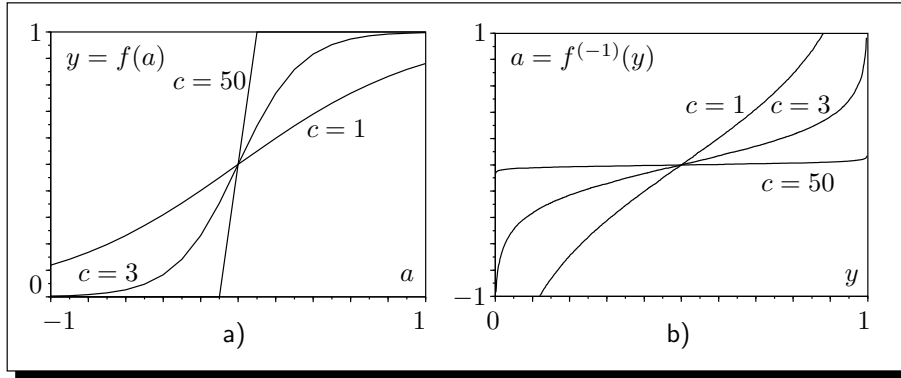 1
y = f(a)
c = 50
c = 1
c = 3
a
0
−1
1
a)
1
a = f^(−1)(y)
c = 1
c = 3
c = 50
−1
y
0
1
b)